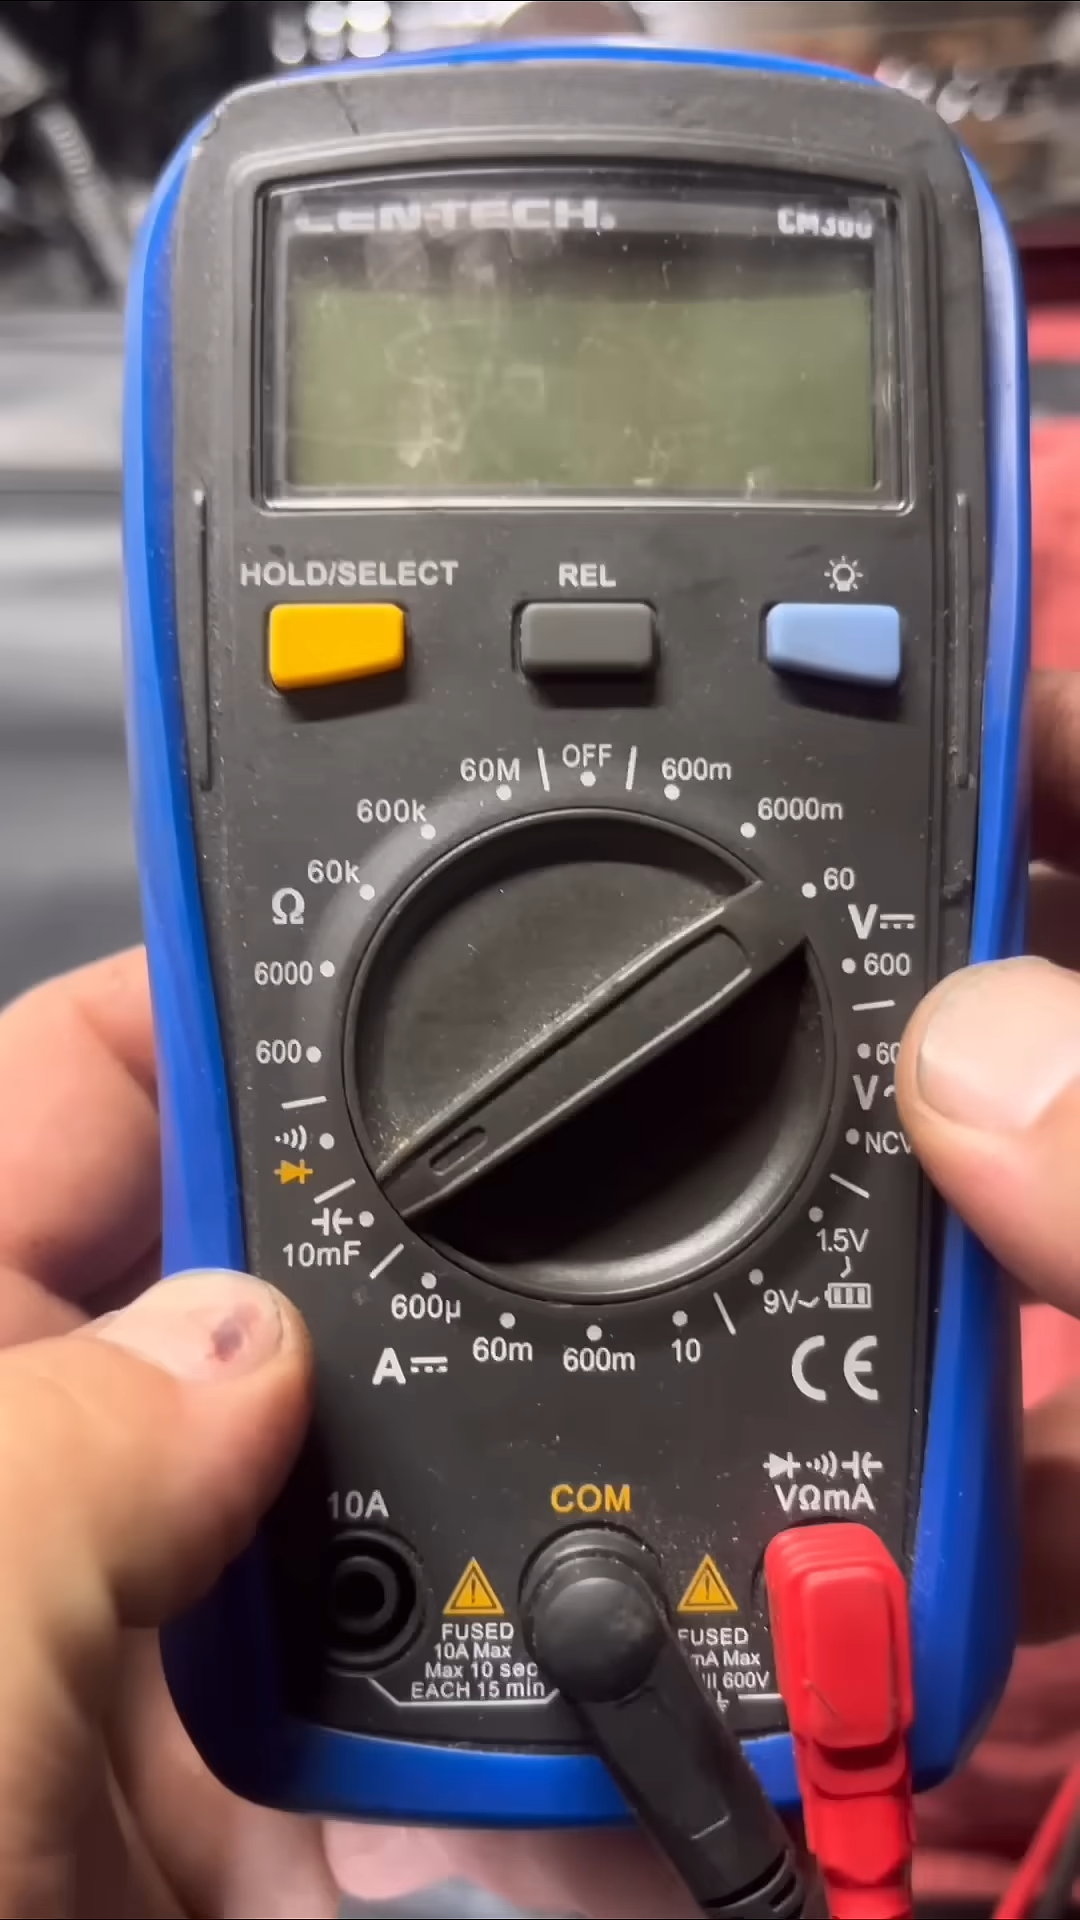 CEN-TECH.
CM300
HOLD/SELECT REL
60M OFF 600m
600k 6000m
60k 60
Ω V
6000 600
600 60
V~
NCV
10mF 1.5V
600µ 9V
60m 600m 10
A
CE
10A COM VΩmA
FUSED
10A Max
Max 10 sec
EACH 15 min
FUSED
mA Max
600V